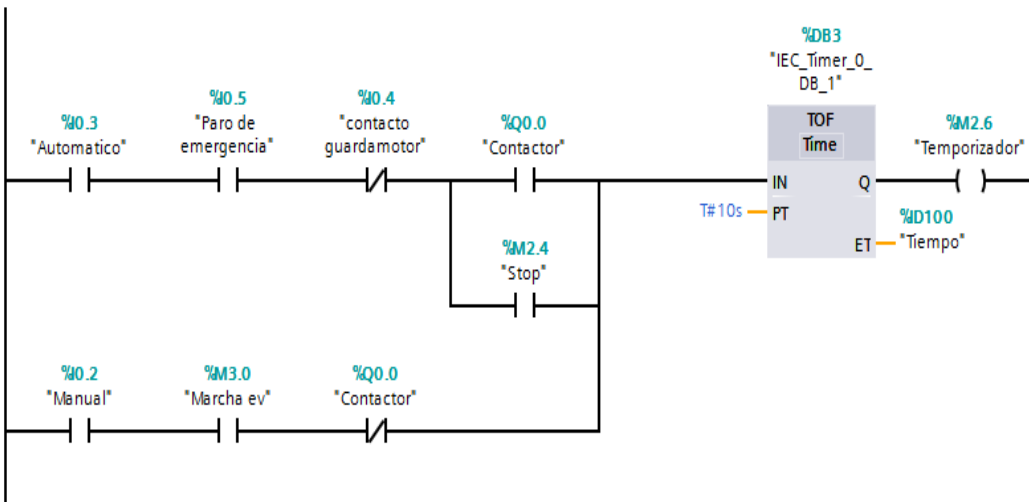 %DB3
"IEC_Timer_0_
DB_1"
TOF
Time
IN
Q
T#10s
PT
ET
%ID100
"Tiempo"
%M2.6
"Temporizador"
%I0.3
"Automatico"
%I0.5
"Paro de
emergencia"
%I0.4
"contacto
guardamotor"
%Q0.0
"Contactor"
%M2.4
"Stop"
%I0.2
"Manual"
%M3.0
"Marcha ev"
%Q0.0
"Contactor"